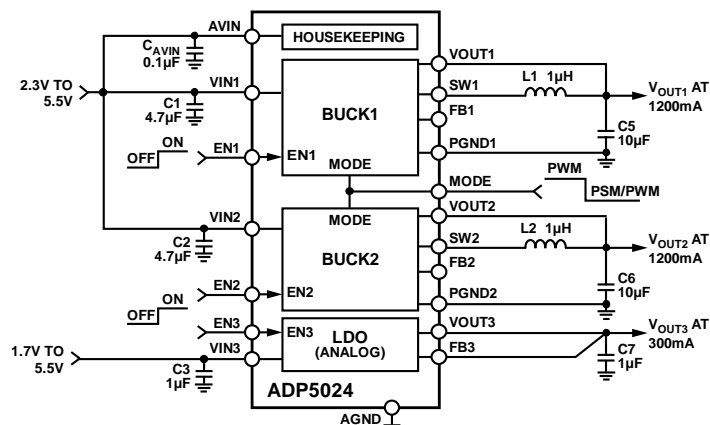 AVIN
HOUSEKEEPING
CAVIN
0.1µF
VOUT1
2.3V TO
5.5V
VIN1
C1
4.7µF
BUCK1
SW1
L1 1µH
VOUT1 AT
1200mA
FB1
C5
10µF
ON
OFF
EN1
EN1
PGND1
MODE
MODE
PWM
PSM/PWM
VIN2
MODE
VOUT2
C2
4.7µF
BUCK2
SW2
L2 1µH
VOUT2 AT
1200mA
FB2
C6
10µF
EN2
EN2
ON
OFF
PGND2
EN3
EN3
LDO
(ANALOG)
VOUT3
VOUT3 AT
300mA
1.7V TO
5.5V
VIN3
FB3
C7
1µF
C3
1µF
ADP5024
AGND